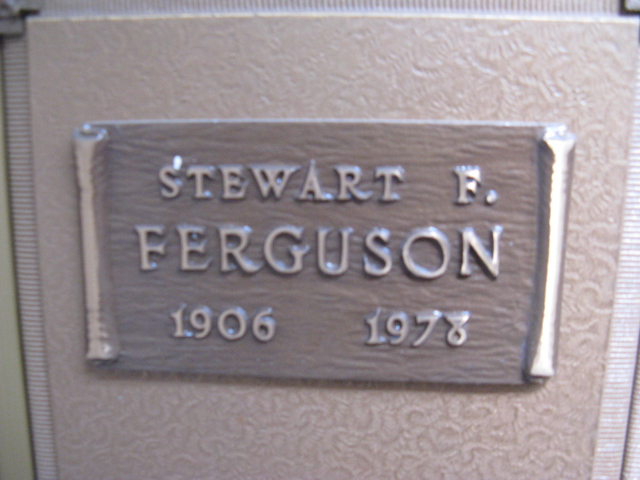 STEWART F.
FERGUSON
1906 1978